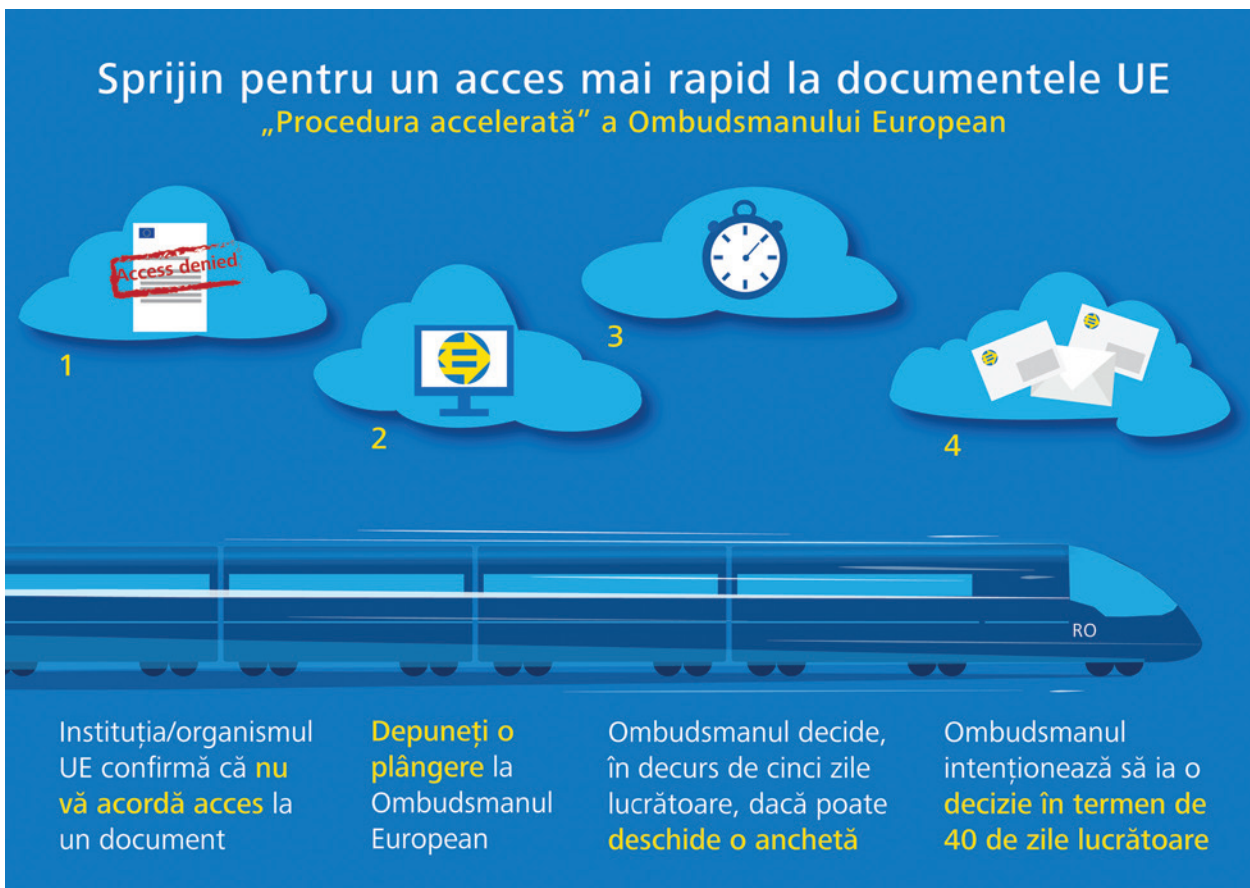 Sprijin pentru un acces mai rapid la documentele UE
„Procedura accelerată” a Ombudsmanului European
Access denied
1
2
3
4
RO
Instituția/organismul
UE confirmă că nu
vă acordă acces la
un document
Depuneți o
plângere la
Ombudsmanul
European
Ombudsmanul decide,
în decurs de cinci zile
lucrătoare, dacă poate
deschide o anchetă
Ombudsmanul
intenționează să ia o
decizie în termen de
40 de zile lucrătoare